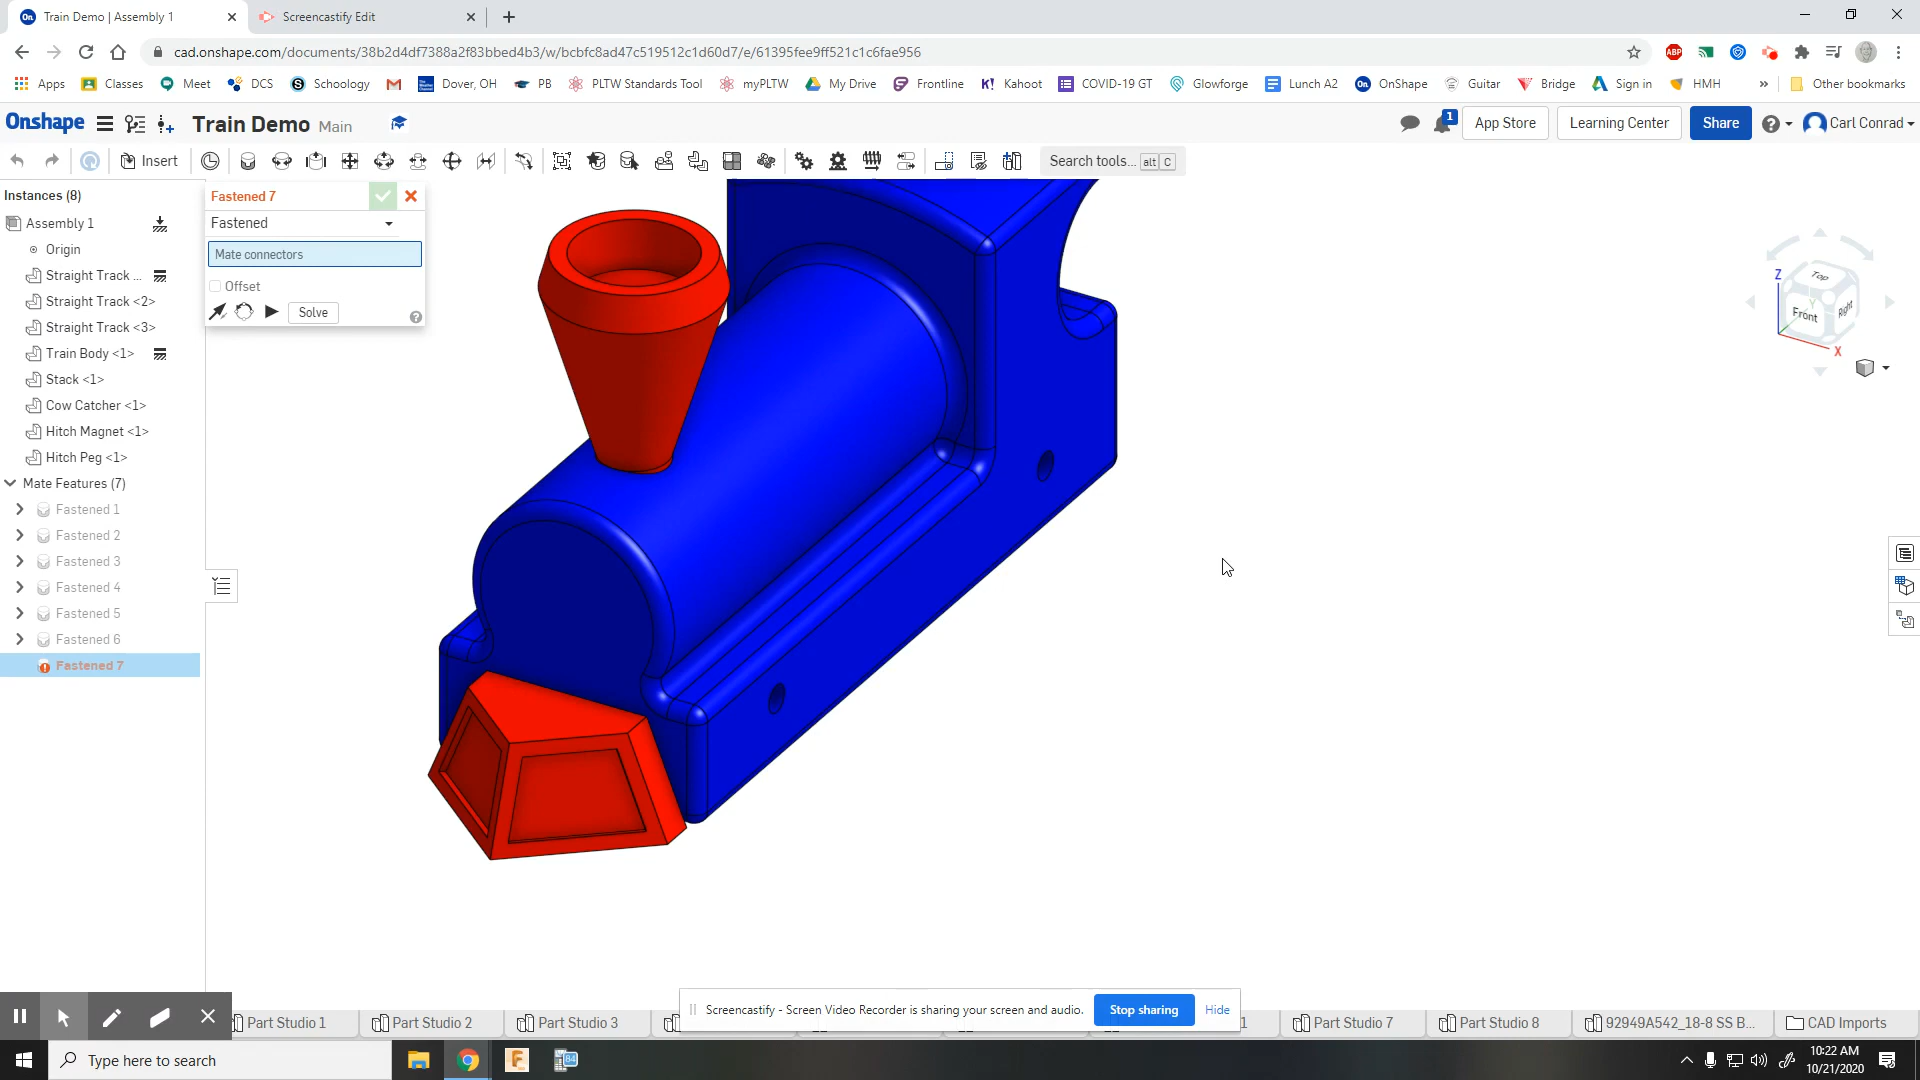 Train Demo | Assembly 1
Screencastify Edit
cad.onshape.com/documents/38b2d4df7388a2f83bbed4b3/w/bcbfc8ad47c519512c1d60d7/e/61395fee9ff521c1c6fae956
ABP
Apps Classes Meet DCS Schoology Dover, OH PB PLTW Standards Tool myPLTW My Drive Frontline Kahoot COVID-19 GT Glowforge Lunch A2 OnShape Guitar Bridge Sign in HMH » Other bookmarks
Onshape Train Demo Main 1 App Store Learning Center Share Carl Conrad
Insert Search tools... alt C
Instances (8)
Assembly 1
Origin
Straight Track ...
Straight Track <2>
Straight Track <3>
Train Body <1>
Stack <1>
Cow Catcher <1>
Hitch Magnet <1>
Hitch Peg <1>
Mate Features (7)
Fastened 1
Fastened 2
Fastened 3
Fastened 4
Fastened 5
Fastened 6
Fastened 7
Fastened 7
Fastened
Mate connectors
Offset
Solve
Z
Top
Y
Front
Right
X
Screencastify - Screen Video Recorder is sharing your screen and audio. Stop sharing Hide
Part Studio 1 Part Studio 2 Part Studio 3 1 Part Studio 7 Part Studio 8 92949A542_18-8 SS B... CAD Imports
Type here to search
84
10:22 AM
10/21/2020